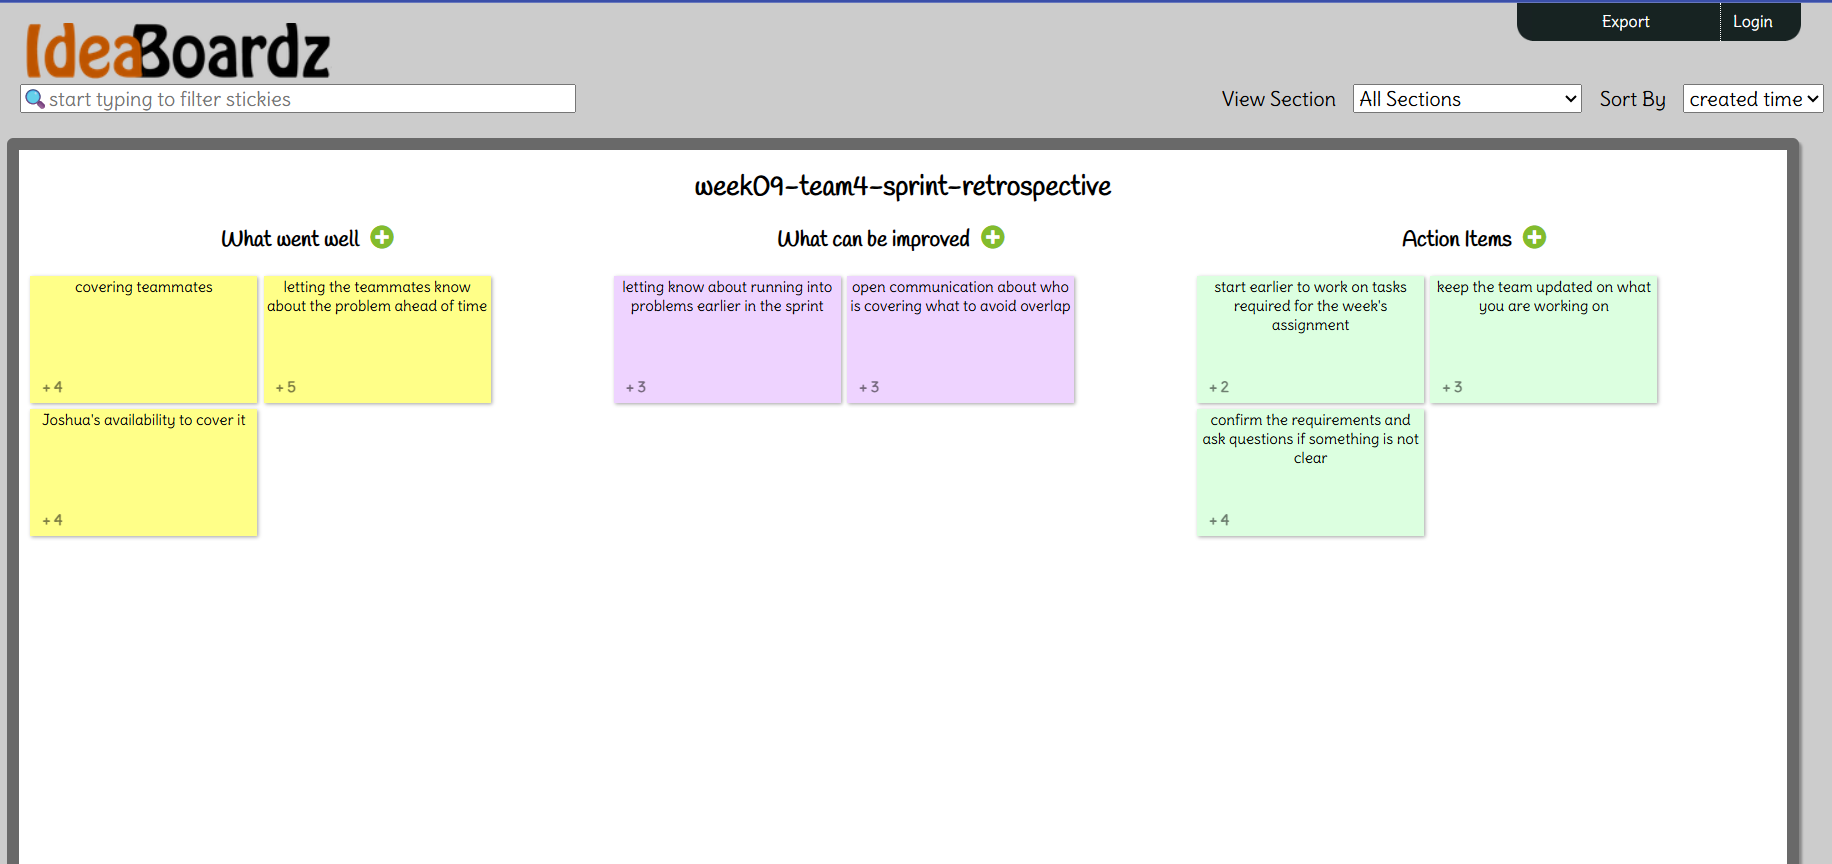 Export
Login
IdeaBoardz
start typing to filter stickies
View Section
All Sections
Sort By
created time
week09-team4-sprint-retrospective
What went well
covering teammates
+ 4
letting the teammates know
about the problem ahead of time
+ 5
Joshua's availability to cover it
+ 4
What can be improved
letting know about running into
problems earlier in the sprint
+ 3
open communication about who
is covering what to avoid overlap
+ 3
Action Items
start earlier to work on tasks
required for the week's
assignment
+ 2
keep the team updated on what
you are working on
+ 3
confirm the requirements and
ask questions if something is not
clear
+ 4